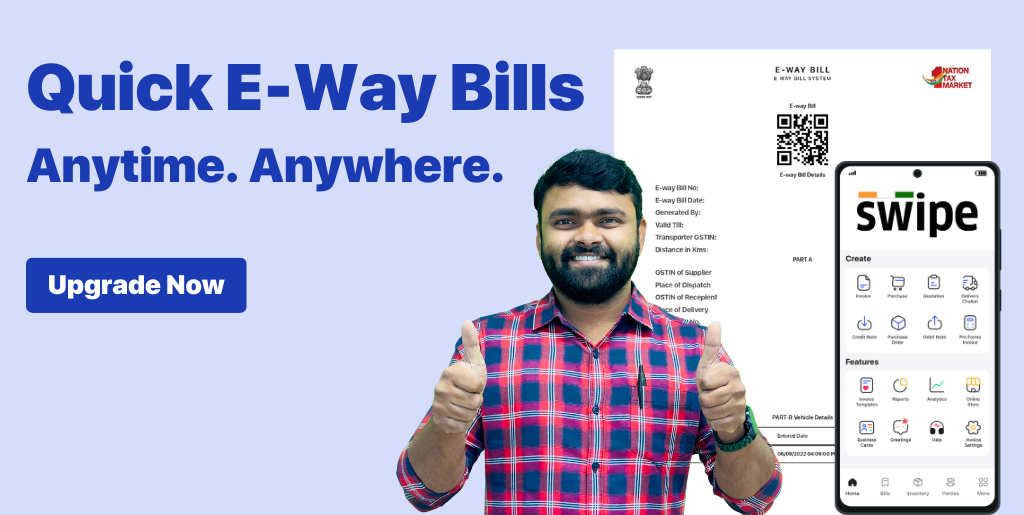 Quick E-Way Bills
Anytime. Anywhere.
Upgrade Now
E-WAY BILL
E WAY BILL SYSTEM
NATION
TAX
MARKET
E-way Bill
E-way Bill Details
E-way Bill No:
E-way Bill Date:
Generated By:
Valid Till:
Transporter GSTIN:
Distance in Kms:
PART A
GSTIN of Supplier
Place of Dispatch
GSTIN of Recepient
ce of Delivery
No.
PART-B Vehicle Details
Entered Date
06/09/2022 04:09:00 P
swipe
Create
Invoice
Purchase
Quotation
Delivery
Challan
Credit Note
Purchase
Order
Debit Note
Pro Forma
Invoice
Features
Invoice
Templates
Reports
Analytics
Online
Store
Business
Cards
Greetings
Help
Invoice
Settings
Home
Bills
Inventory
Parties
More